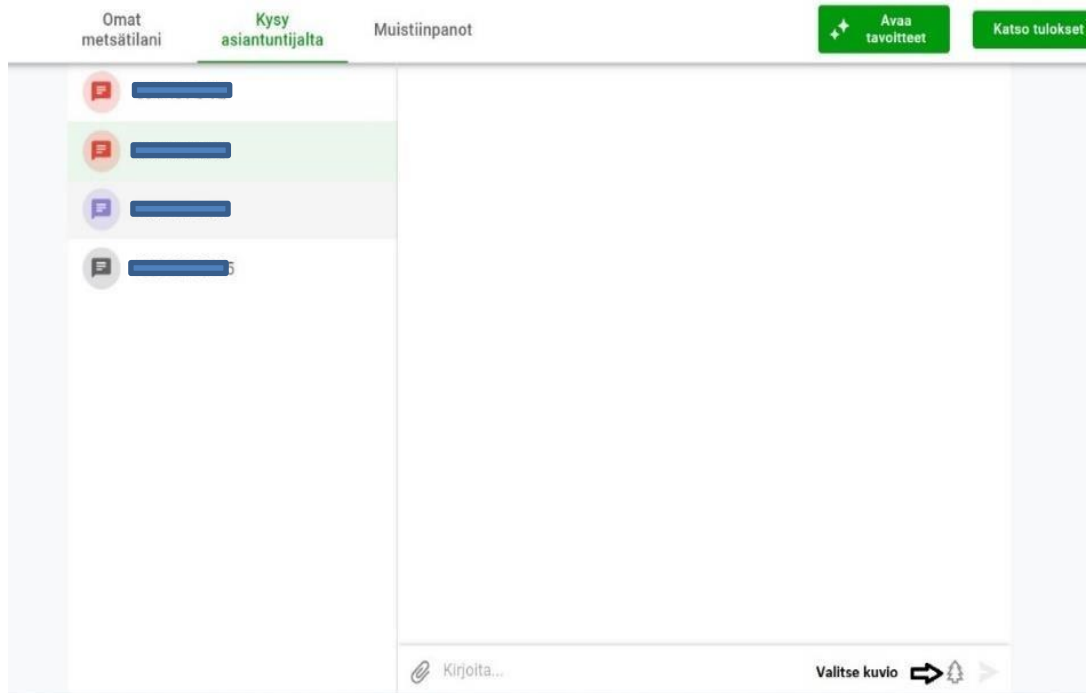 Omat
metsätilani
Kysy
asiantuntijalta
Muistiinpanot
Avaa
tavoitteet
Katso tulokset
Kirjoita...
Valitse kuvio